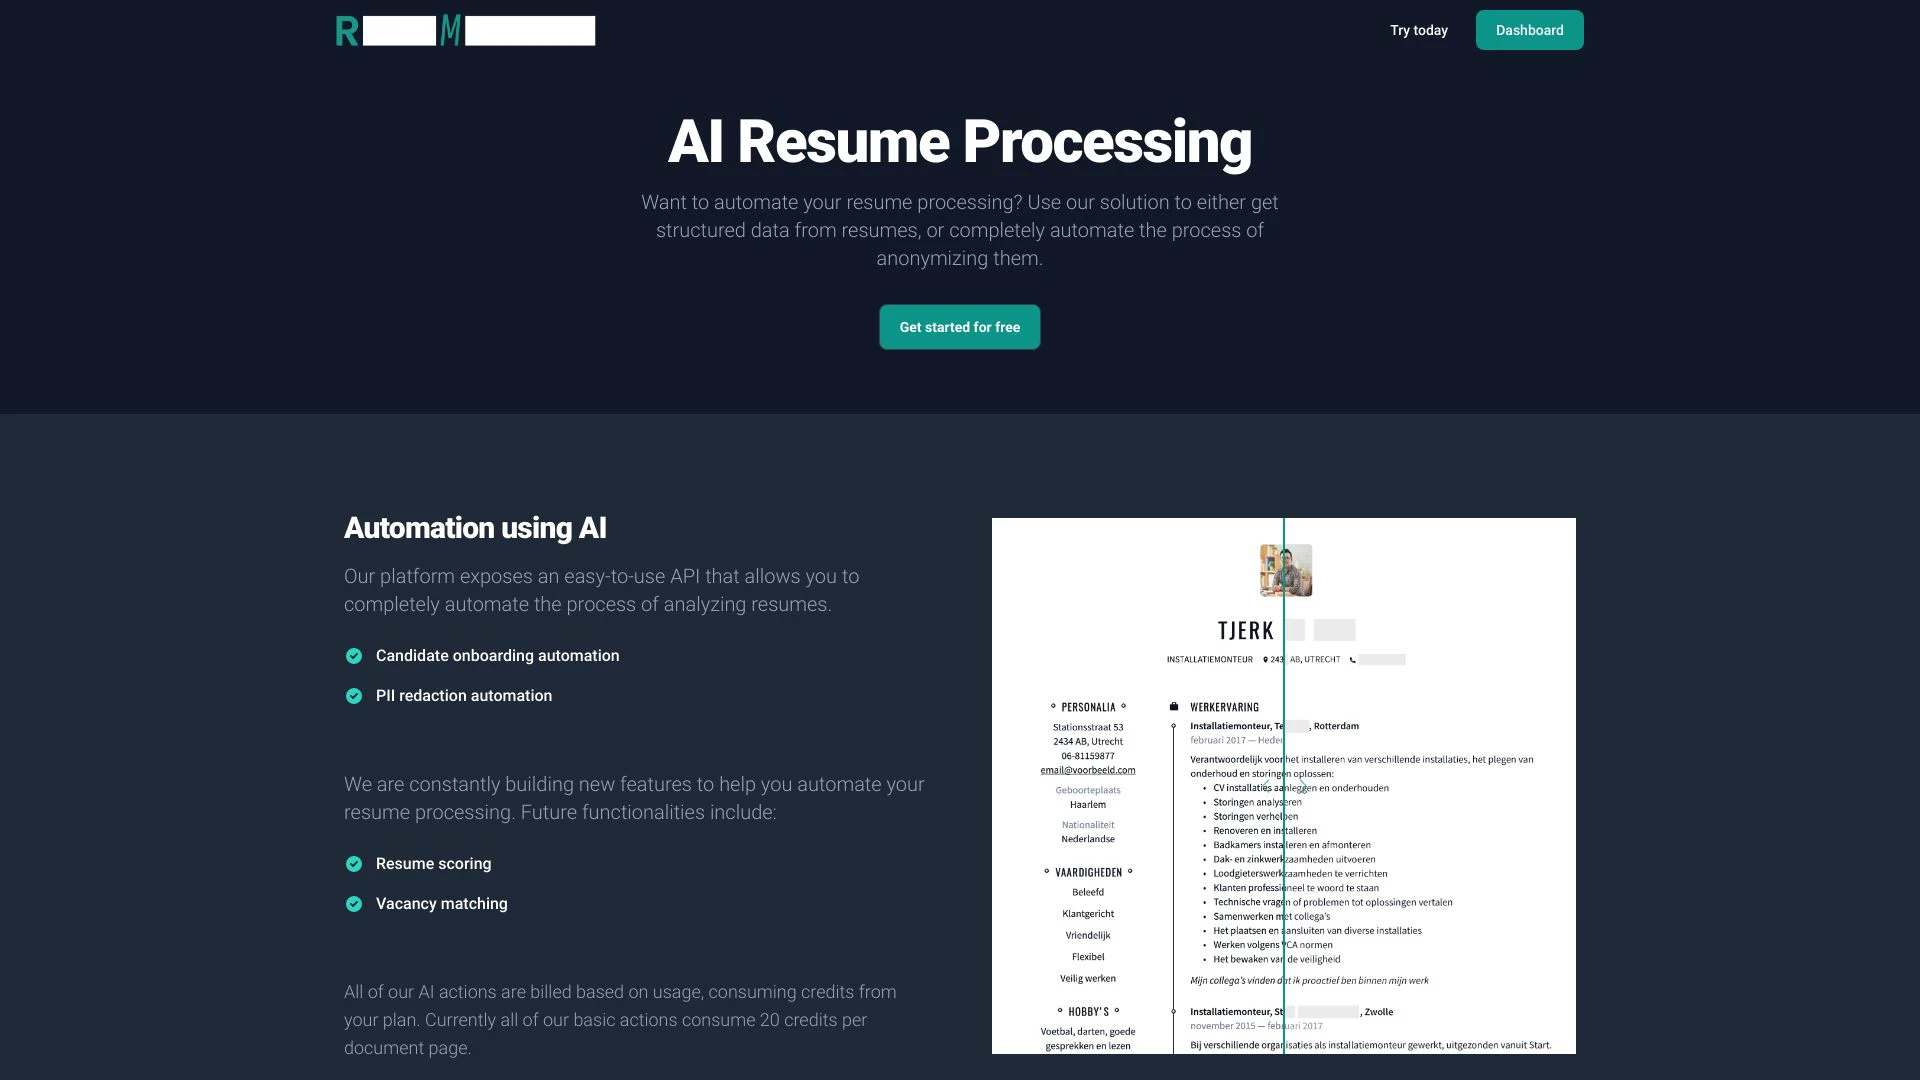 R M
Try today
Dashboard
AI Resume Processing
Want to automate your resume processing? Use our solution to either get
structured data from resumes, or completely automate the process of
anonymizing them.
Get started for free
Automation using AI
Our platform exposes an easy-to-use API that allows you to
completely automate the process of analyzing resumes.
Candidate onboarding automation
PII redaction automation
We are constantly building new features to help you automate your
resume processing. Future functionalities include:
Resume scoring
Vacancy matching
All of our AI actions are billed based on usage, consuming credits from
your plan. Currently all of our basic actions consume 20 credits per
document page.
TJERK
INSTALLATIEMONTEUR 243 AB, UTRECHT
PERSONALIA
Stationsstraat 53
2434 AB, Utrecht
06-81159877
email@voorbeeld.com
Geboorteplaats
Haarlem
Nationaliteit
Nederlandse
VAARDIGHEDEN
Beleefd
Klantgericht
Vriendelijk
Flexibel
Veilig werken
HOBBY'S
Voetbal, darten, goede
gesprekken en lezen
WERKERVARING
Installatiemonteur, Te , Rotterdam
februari 2017 — Heden
Verantwoordelijk voor het installeren van verschillende installaties, het plegen van
onderhoud en storingen oplossen:
• CV installaties aanleggen en onderhouden
• Storingen analyseren
• Storingen verhelpen
• Renoveren en installeren
• Badkamers installeren en afmonteren
• Dak- en zinkwerkzaamheden uitvoeren
• Loodgieterswerkzaamheden te verrichten
• Klanten professioneel te woord te staan
• Technische vragen of problemen tot oplossingen vertalen
• Samenwerken met collega's
• Het plaatsen en aansluiten van diverse installaties
• Werken volgens VCA normen
• Het bewaken van de veiligheid
Mijn collega's vinden dat ik proactief ben binnen mijn werk
Installatiemonteur, St , Zwolle
november 2015 — februari 2017
Bij verschillende organisaties als installatiemonteur gewerkt, uitgezonden vanuit Start.